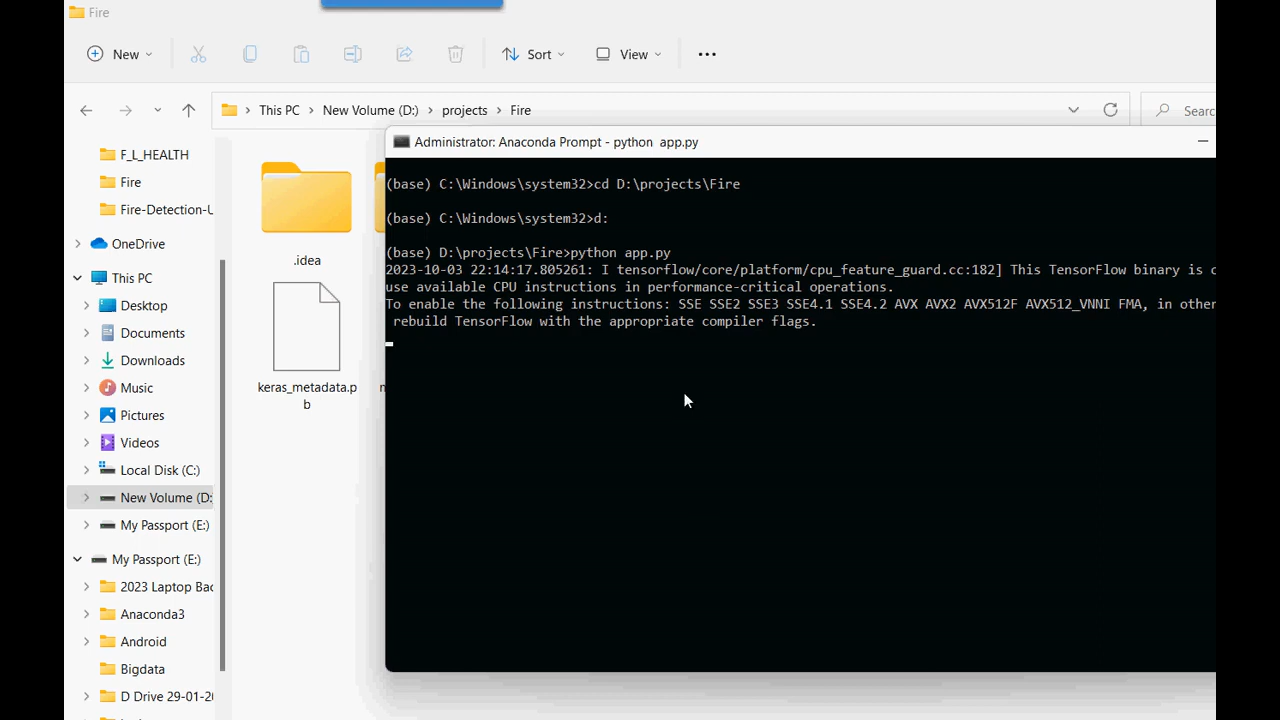 Fire
New
Sort
View
This PC
New Volume (D:)
projects
Fire
Searc
Administrator: Anaconda Prompt - python  app.py
F_L_HEALTH
Fire
Fire-Detection-U
OneDrive
This PC
Desktop
Documents
Downloads
Music
Pictures
Videos
Local Disk (C:)
New Volume (D:
My Passport (E:)
My Passport (E:)
2023 Laptop Bac
Anaconda3
Android
Bigdata
D Drive 29-01-20
.idea
keras_metadata.p
b
(base) C:\Windows\system32>cd D:\projects\Fire
(base) C:\Windows\system32>d:
(base) D:\projects\Fire>python app.py
2023-10-03 22:14:17.805261: I tensorflow/core/platform/cpu_feature_guard.cc:182] This TensorFlow binary is c
use available CPU instructions in performance-critical operations.
To enable the following instructions: SSE SSE2 SSE3 SSE4.1 SSE4.2 AVX AVX2 AVX512F AVX512_VNNI FMA, in other
rebuild TensorFlow with the appropriate compiler flags.